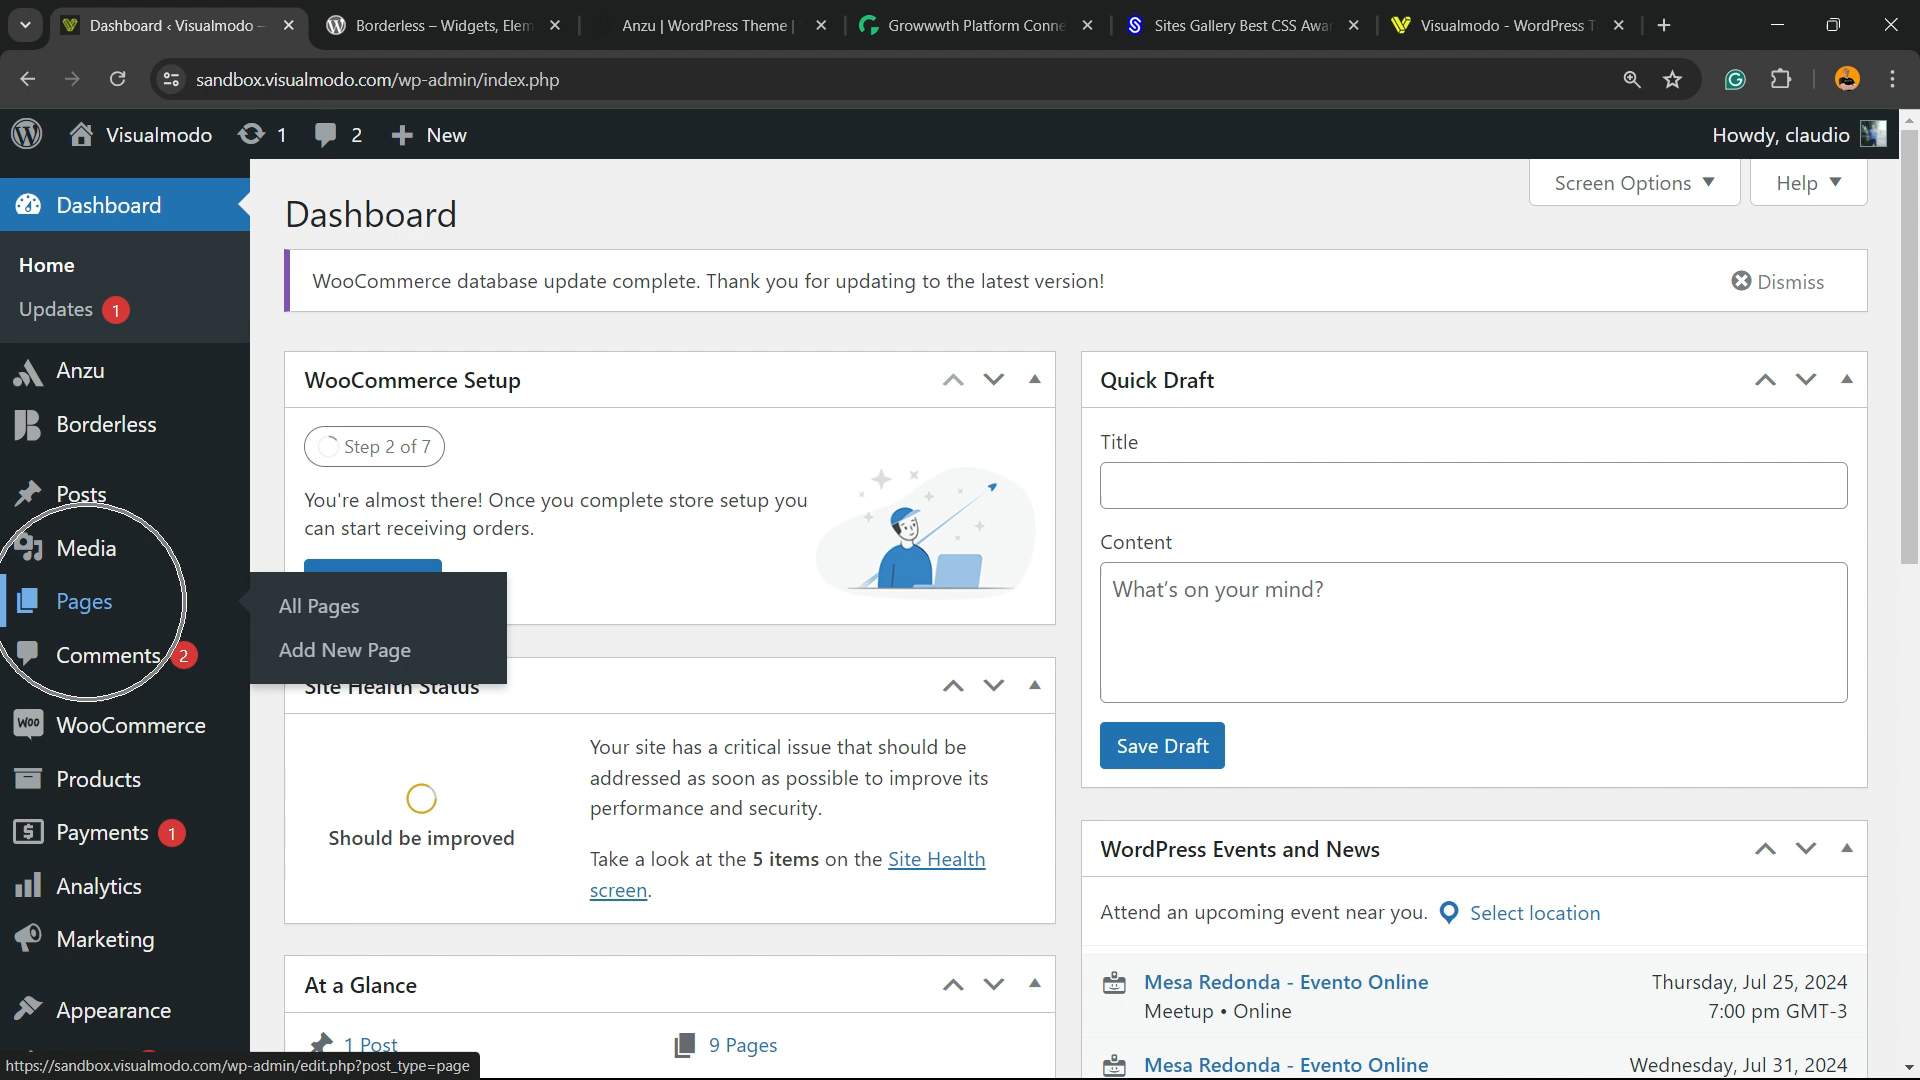 Dashboard ‹ Visualmodo –
Borderless – Widgets, Elem
Anzu | WordPress Theme |
Growwwth Platform Conne
Sites Gallery Best CSS Awar
Visualmodo - WordPress T
sandbox.visualmodo.com/wp-admin/index.php
Visualmodo
1
2
New
Howdy, claudio
Dashboard
Home
Updates 1
Anzu
Borderless
Posts
Media
Pages
Comments 2
WooCommerce
Products
Payments 1
Analytics
Marketing
Appearance
All Pages
Add New Page
Screen Options
Help
Dashboard
WooCommerce database update complete. Thank you for updating to the latest version!
Dismiss
WooCommerce Setup
Step 2 of 7
You're almost there! Once you complete store setup you
can start receiving orders.
Site Health Status
Should be improved
Your site has a critical issue that should be
addressed as soon as possible to improve its
performance and security.
Take a look at the 5 items on the Site Health
screen.
At a Glance
1 Post
9 Pages
Quick Draft
Title
Content
What's on your mind?
Save Draft
WordPress Events and News
Attend an upcoming event near you.
Select location
Mesa Redonda - Evento Online
Meetup • Online
Thursday, Jul 25, 2024
7:00 pm GMT-3
Mesa Redonda - Evento Online
Wednesday, Jul 31, 2024
https://sandbox.visualmodo.com/wp-admin/edit.php?post_type=page